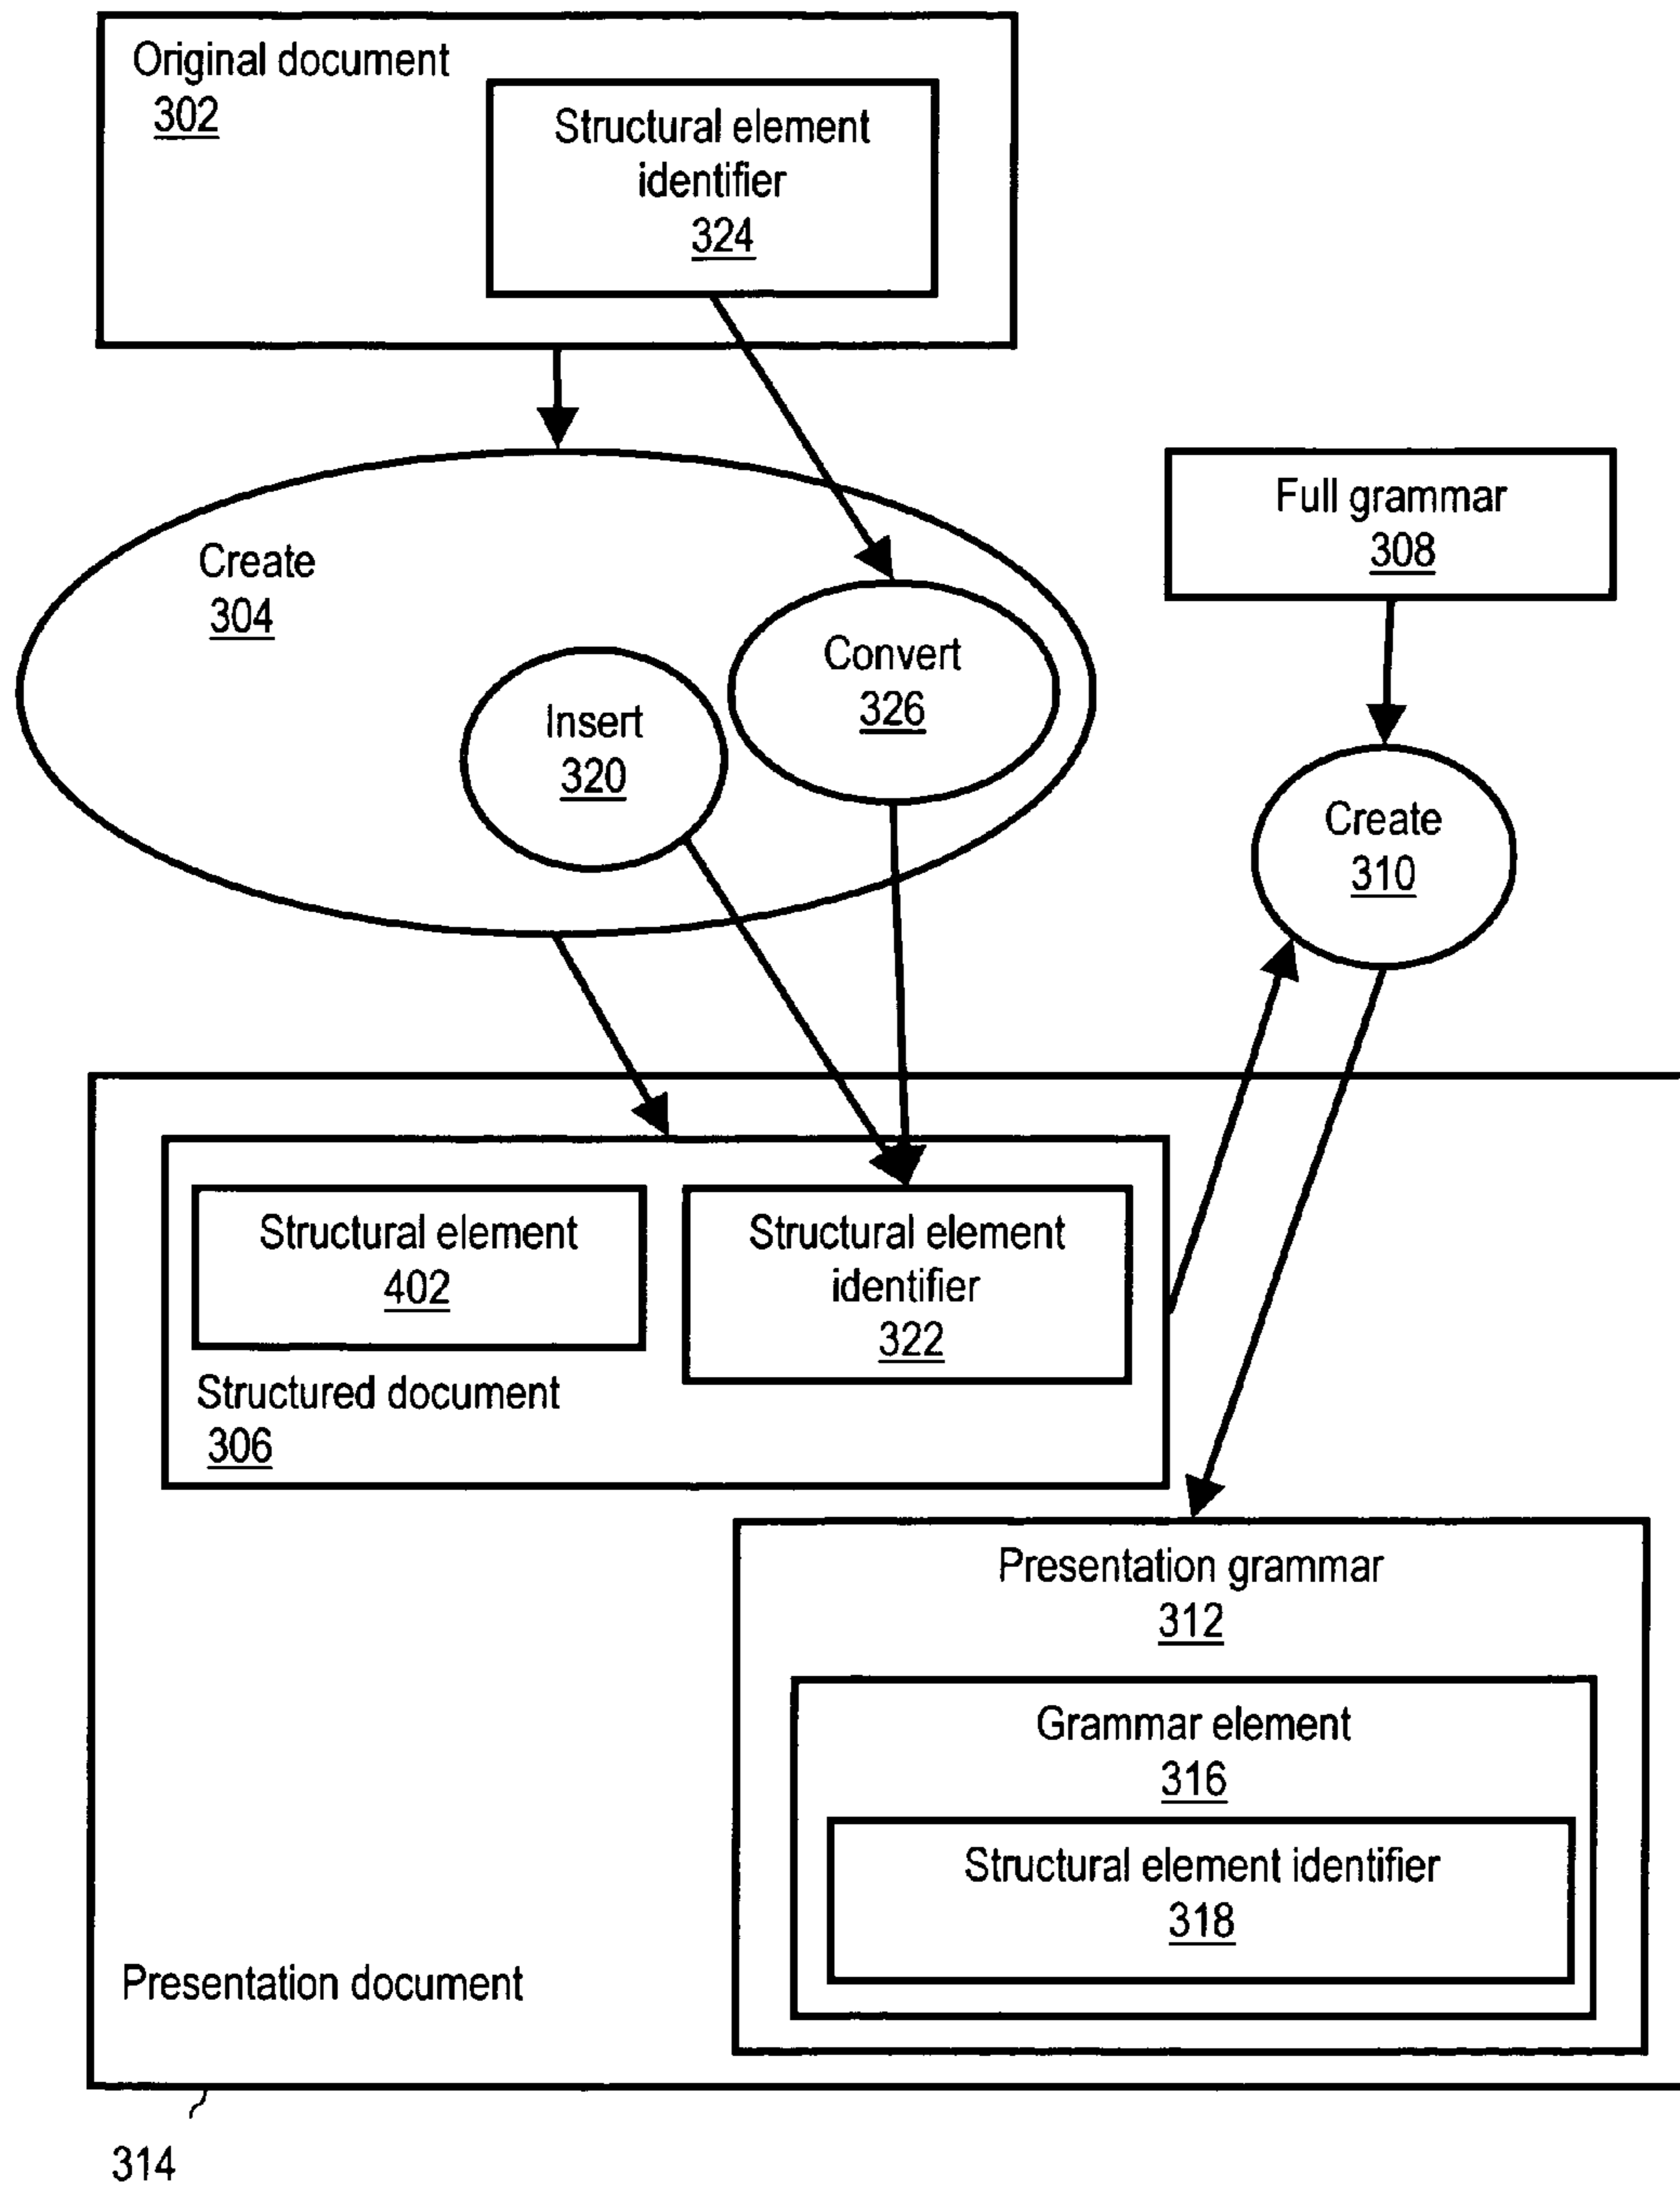 Original document
302
Structural element
identifier
324
Full grammar
308
Create
304
Convert
326
Insert
320
Create
310
Structural element
402
Structural element
identifier
322
Structured document
306
Presentation grammar
312
Grammar element
316
Structural element identifier
318
Presentation document
314